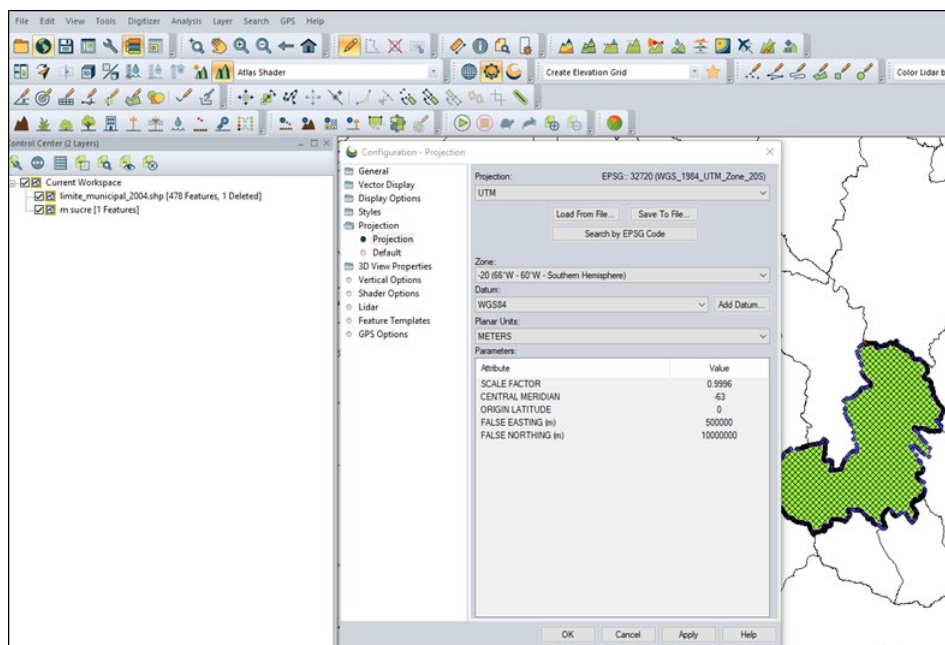 File Edit View Tools Digitizer Analysis Layer Search GPS Help
Atlas Shader
Create Elevation Grid
Color Lidar b
Control Center (2 Layers)
Current Workspace
limite_municipal_2004.shp [478 Features, 1 Deleted]
m sucre [1 Features]
Configuration - Projection
General
Vector Display
Display Options
Styles
Projection
Projection
Default
3D View Properties
Vertical Options
Shader Options
Lidar
Feature Templates
GPS Options
Projection: EPSG:: 32720 (WGS_1984_UTM_Zone_20S)
UTM
Load From File... Save To File...
Search by EPSG Code
Zone:
-20 (66°W - 60°W - Southern Hemisphere)
Datum:
WGS84 Add Datum...
Planar Units:
METERS
Parameters:
Attribute Value
SCALE FACTOR 0.9996
CENTRAL MERIDIAN -63
ORIGIN LATITUDE 0
FALSE EASTING (m) 500000
FALSE NORTHING (m) 10000000
OK Cancel Apply Help